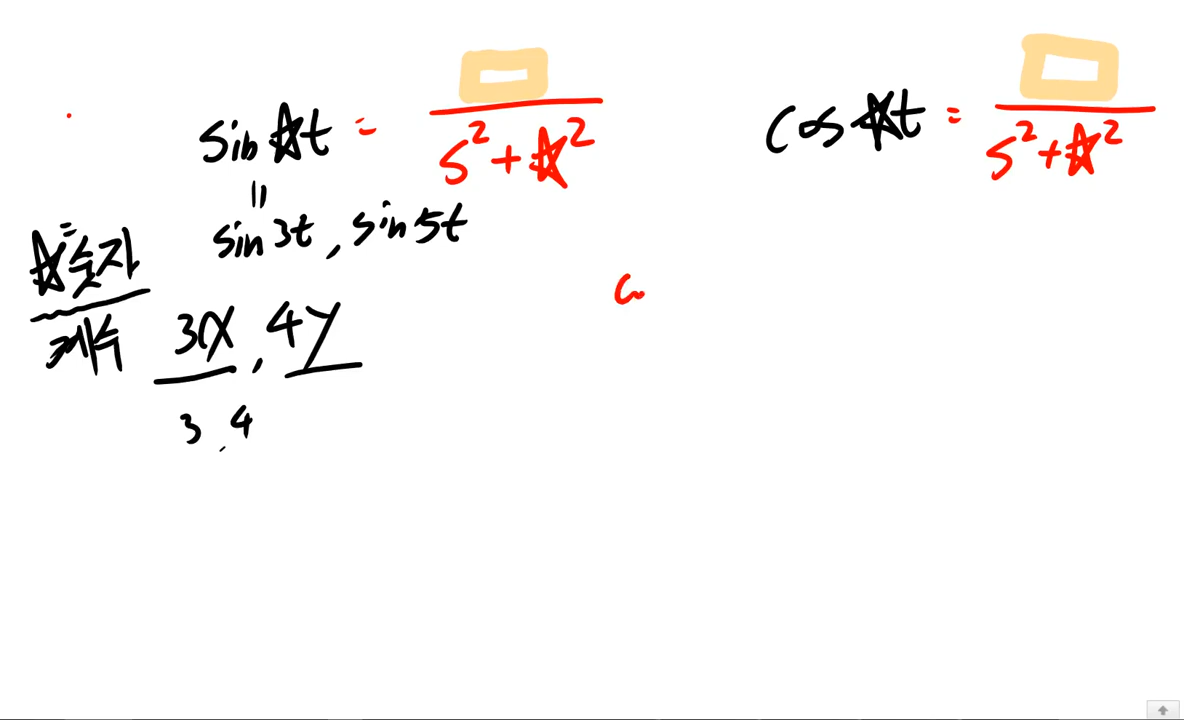 sin ☆t = □ / s² + ☆²
cos ☆t = □ / s² + ☆²
=
sin 3t , sin 5t
☆ = 숫자
계수
3x , 4y
3 , 4